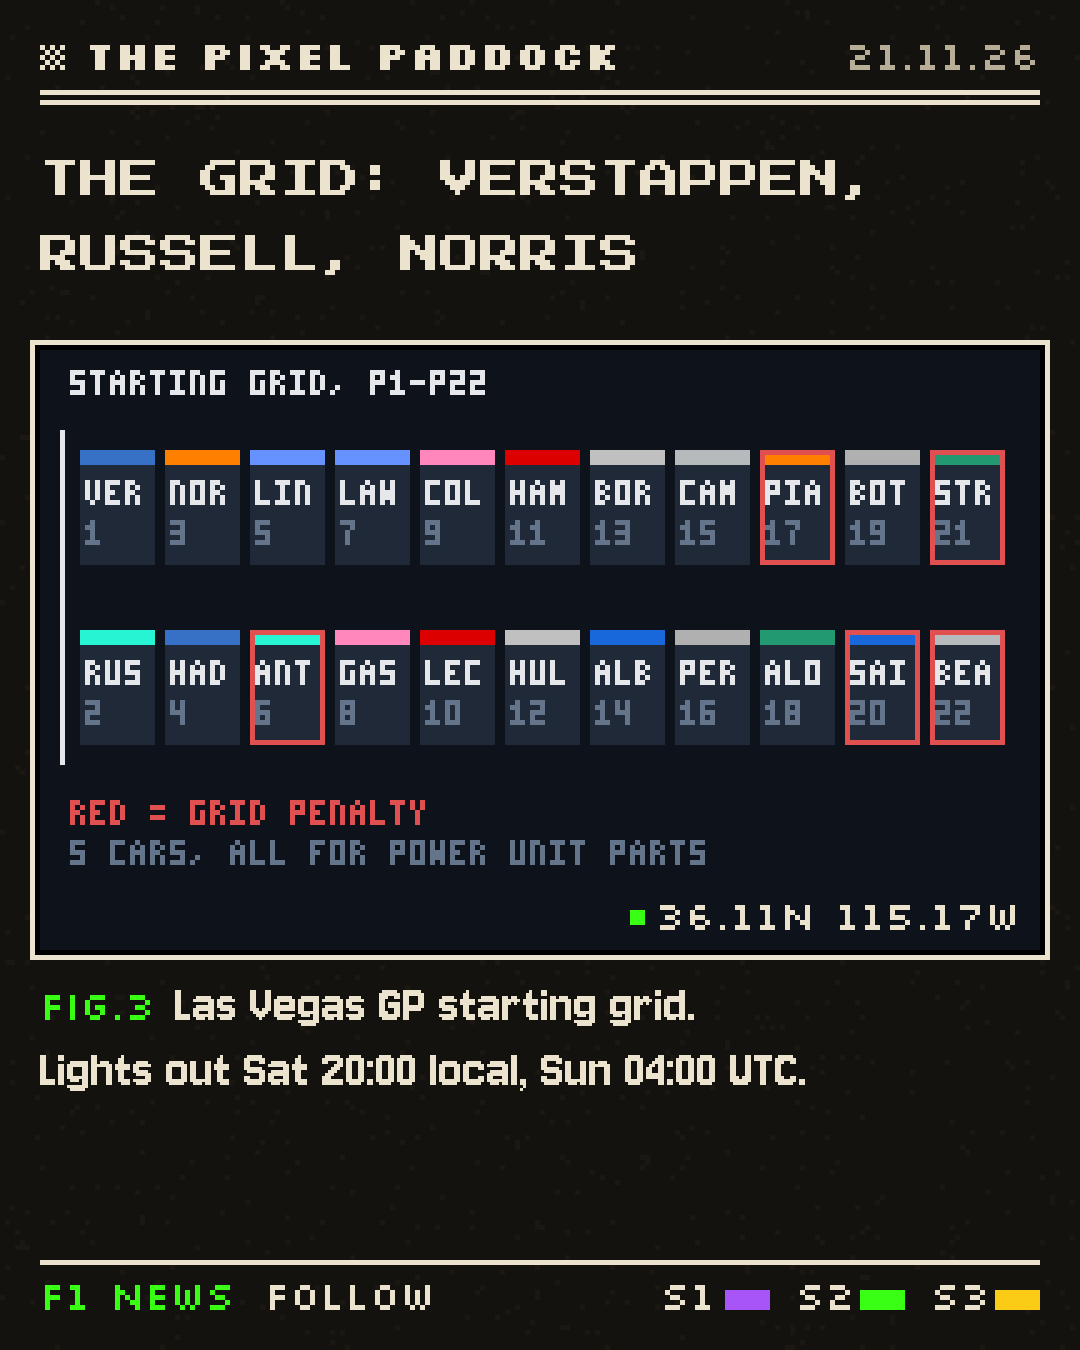 THE PIXEL PADDOCK 21.11.26
THE GRID: VERSTAPPEN,
RUSSELL, NORRIS
STARTING GRID, P1-P22
VER NOR LIN LAW COL HAM BOR CAM PIA BOT STR
1 3 5 7 9 11 13 15 17 19 21
RUS HAD ANT GAS LEC HUL ALB PER ALO SAI BEA
2 4 6 8 10 12 14 16 18 20 22
RED = GRID PENALTY
5 CARS, ALL FOR POWER UNIT PARTS
36.11N 115.17W
FIG.3 Las Vegas GP starting grid.
Lights out Sat 20:00 local, Sun 04:00 UTC.
F1 NEWS FOLLOW S1 S2 S3